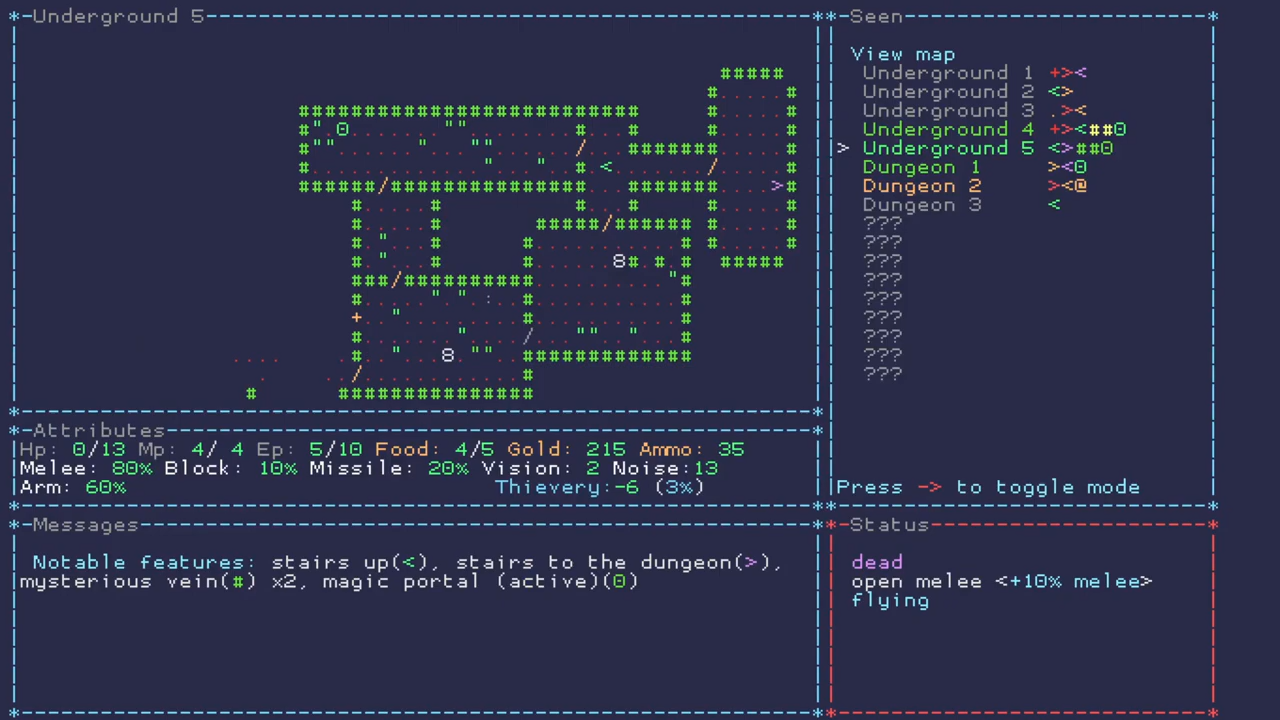 Underground 5
Seen
View map
Underground 1 +><
Underground 2 <>
Underground 3 .><
Underground 4 +><##0
> Underground 5 <>##0
Dungeon 1 ><0
Dungeon 2 ><@
Dungeon 3 <
???
???
???
???
???
???
???
???
???
Press -> to toggle mode
Attributes
Hp: 0/13 Mp: 4/ 4 Ep: 5/10 Food: 4/5 Gold: 215 Ammo: 35
Melee: 80% Block: 10% Missile: 20% Vision: 2 Noise:13
Arm: 60% Thievery:-6 (3%)
Messages
Notable features: stairs up(<), stairs to the dungeon(>),
mysterious vein(#) x2, magic portal (active)(0)
Status
dead
open melee <+10% melee>
flying